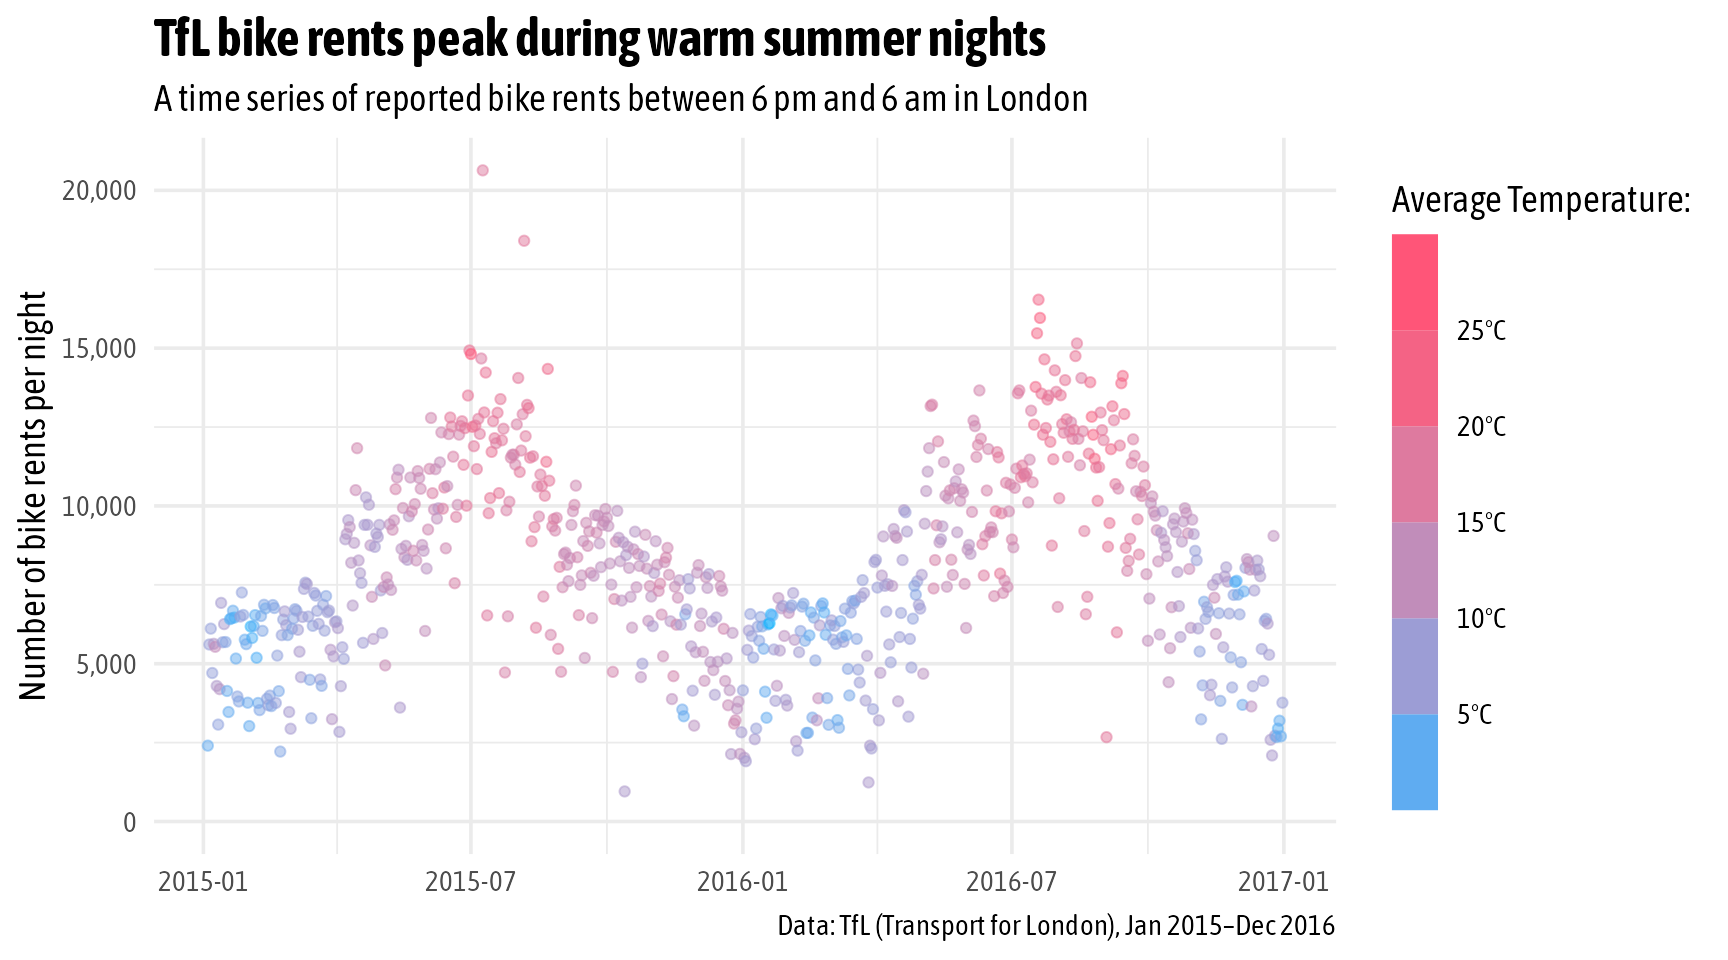 TfL bike rents peak during warm summer nights
A time series of reported bike rents between 6 pm and 6 am in London
Number of bike rents per night
20,000
15,000
10,000
5,000
0
2015-01
2015-07
2016-01
2016-07
2017-01
Average Temperature:
25°C
20°C
15°C
10°C
5°C
Data: TfL (Transport for London), Jan 2015–Dec 2016